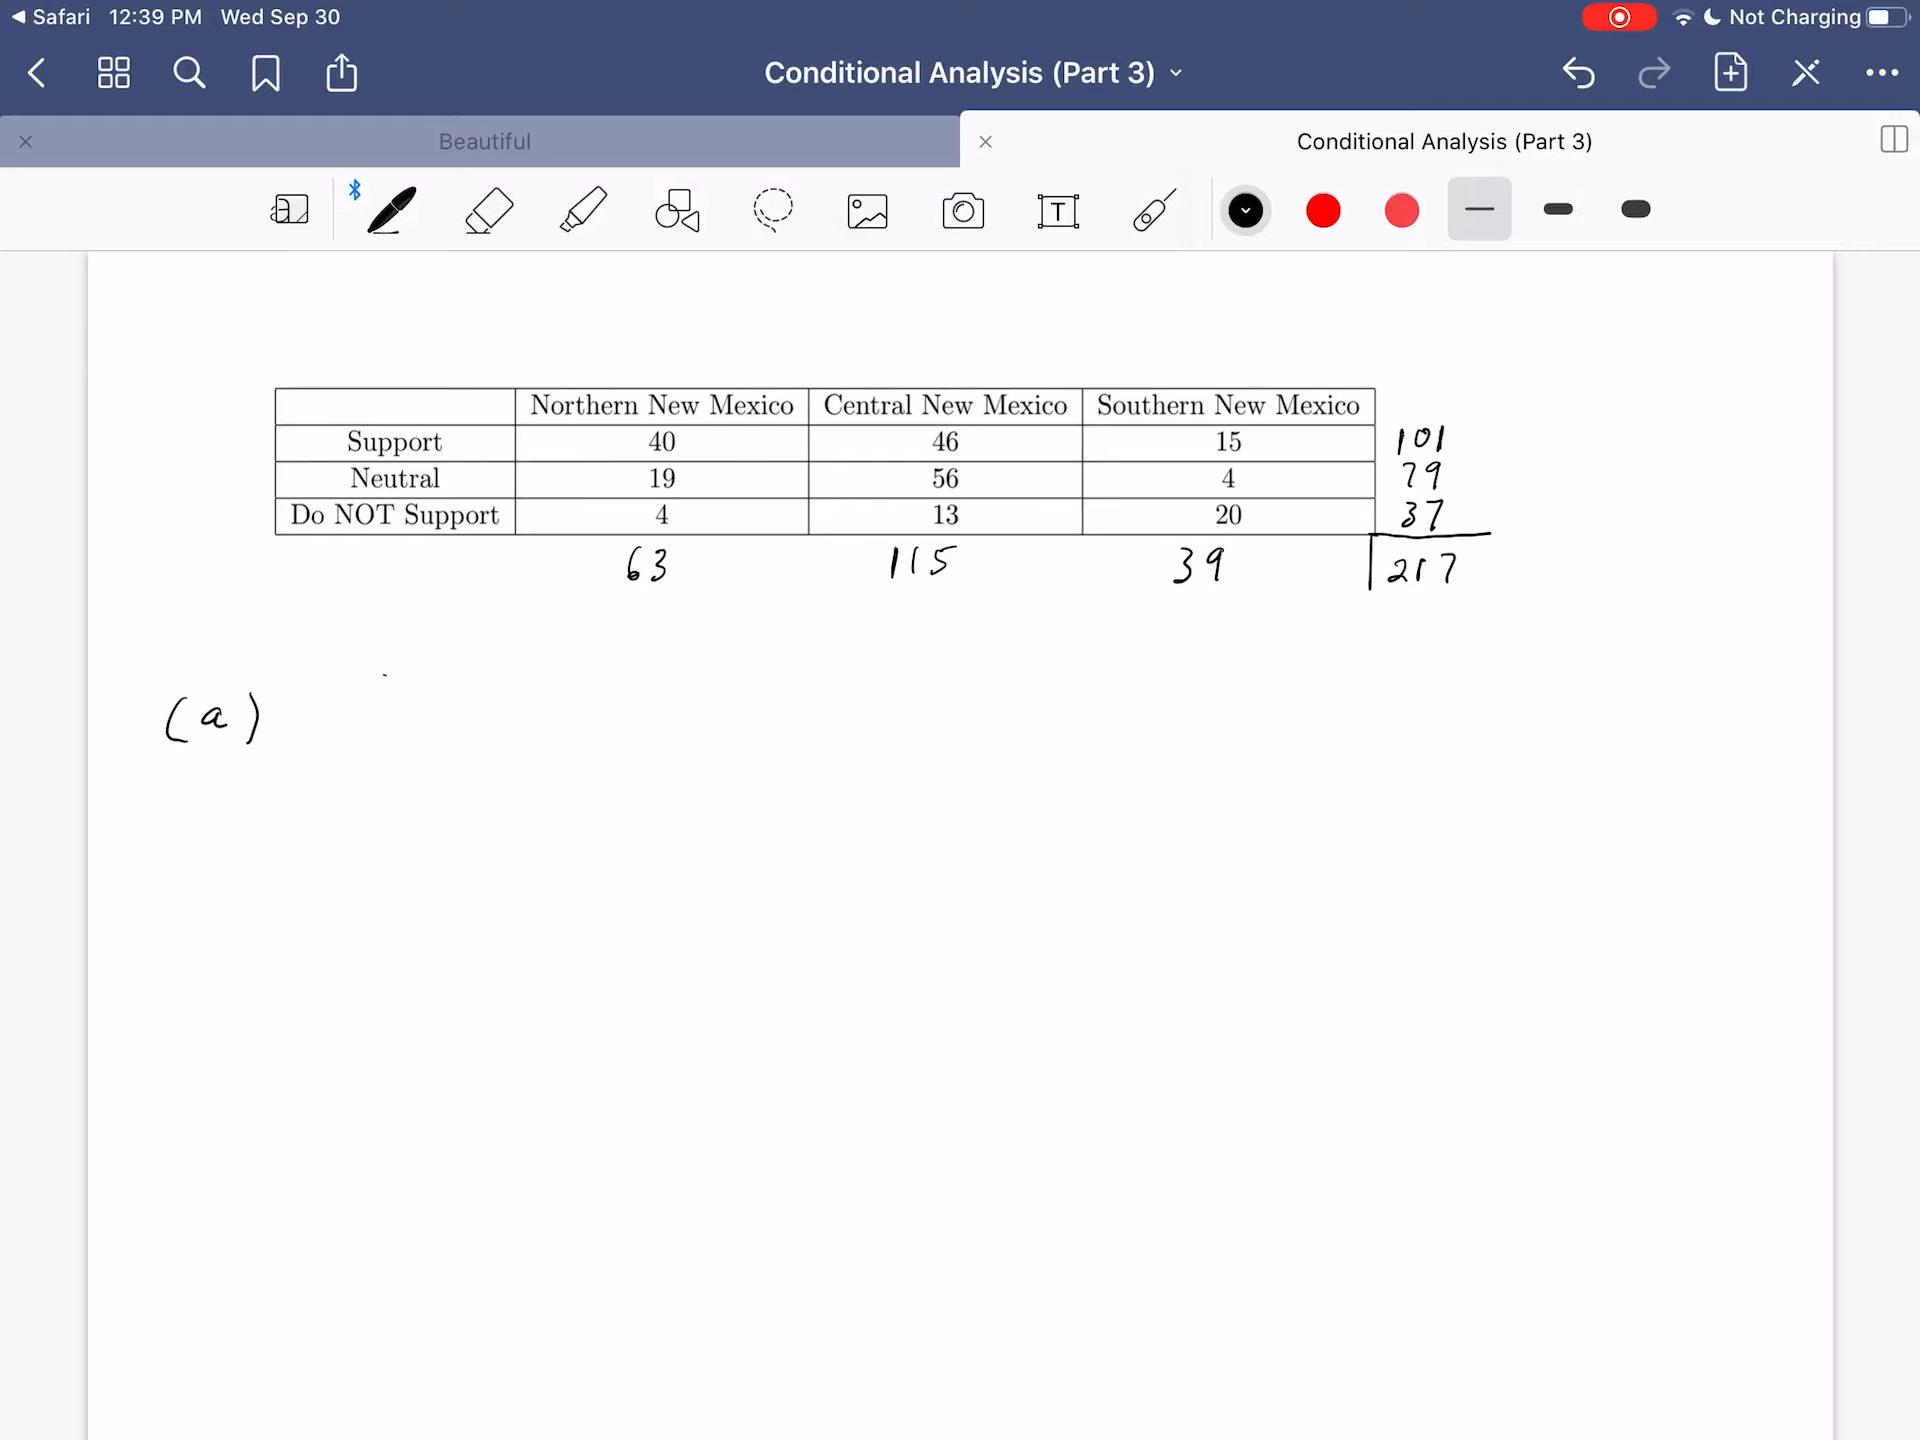 Safari 12:39 PM Wed Sep 30 Not Charging
Conditional Analysis (Part 3)
Beautiful Conditional Analysis (Part 3)
a T
Northern New Mexico Central New Mexico Southern New Mexico
Support 40 46 15 101
Neutral 19 56 4 79
Do NOT Support 4 13 20 37
63 115 39 217
(a)